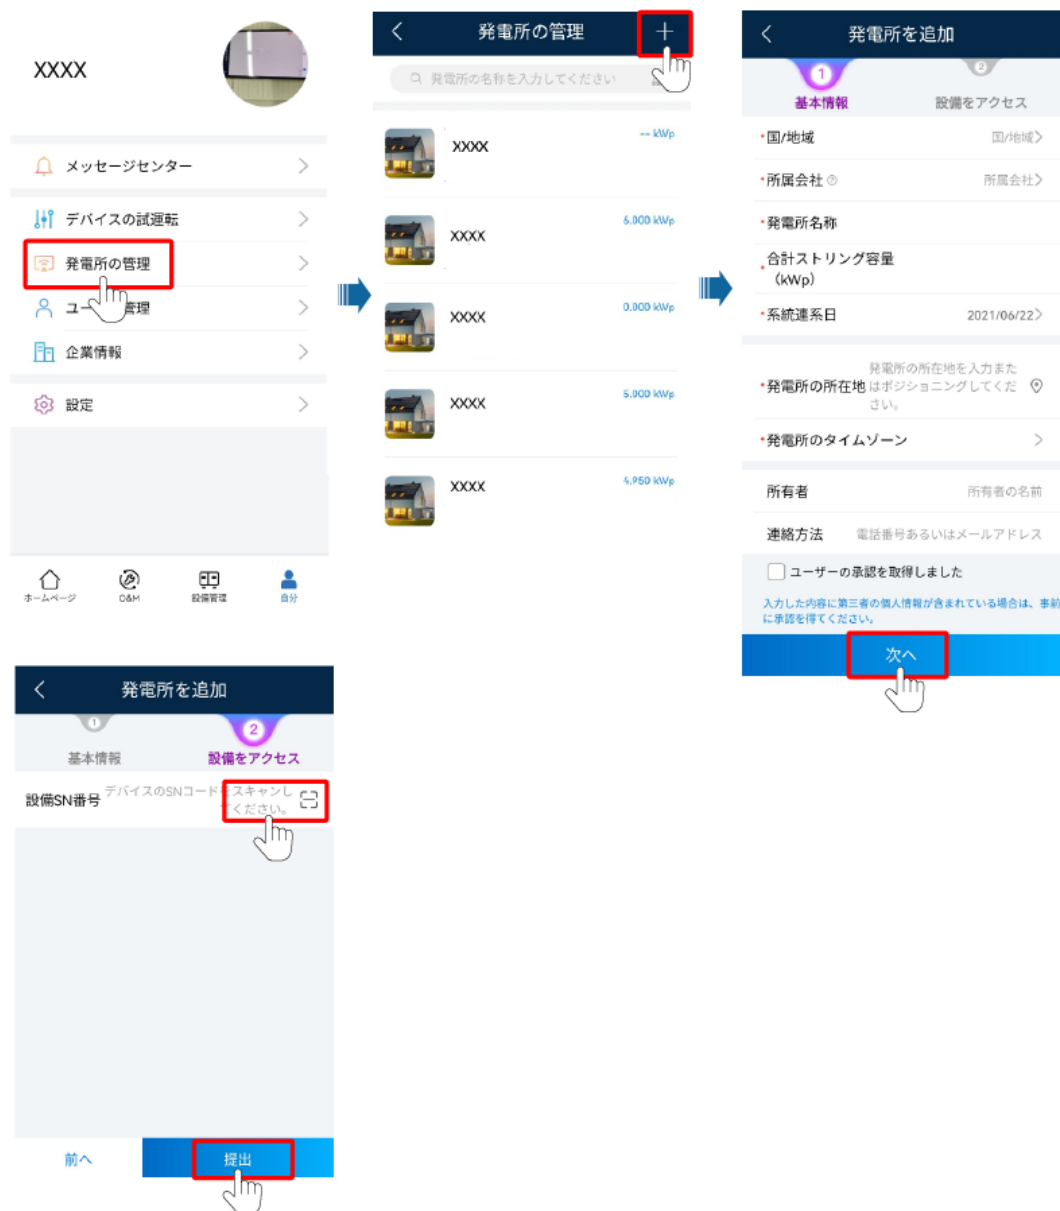 XXXX
メッセージセンター
デバイスの試運転
発電所の管理
企業情報
設定
ホームページ
O&M
設備管理
自分
発電所の管理
発電所の名称を入力してください
XXXX
-- kWp
XXXX
6.000 kWp
XXXX
0.000 kWp
XXXX
5.000 kWp
XXXX
4.950 kWp
発電所を追加
1
2
基本情報
設備をアクセス
*国/地域
国/地域
*所属会社
所属会社
*発電所名称
*合計ストリング容量
(kWp)
*系統連系日
2021/06/22
発電所の所在地を入力また
*発電所の所在地 はポジショニングしてくだ
さい。
*発電所のタイムゾーン
所有者
所有者の名前
連絡方法
電話番号あるいはメールアドレス
ユーザーの承認を取得しました
入力した内容に第三者の個人情報が含まれている場合は、事前
に承認を得てください。
次へ
発電所を追加
1
2
基本情報
設備をアクセス
設備SN番号
デバイスのSNコードをスキャンし
てください。
前へ
提出